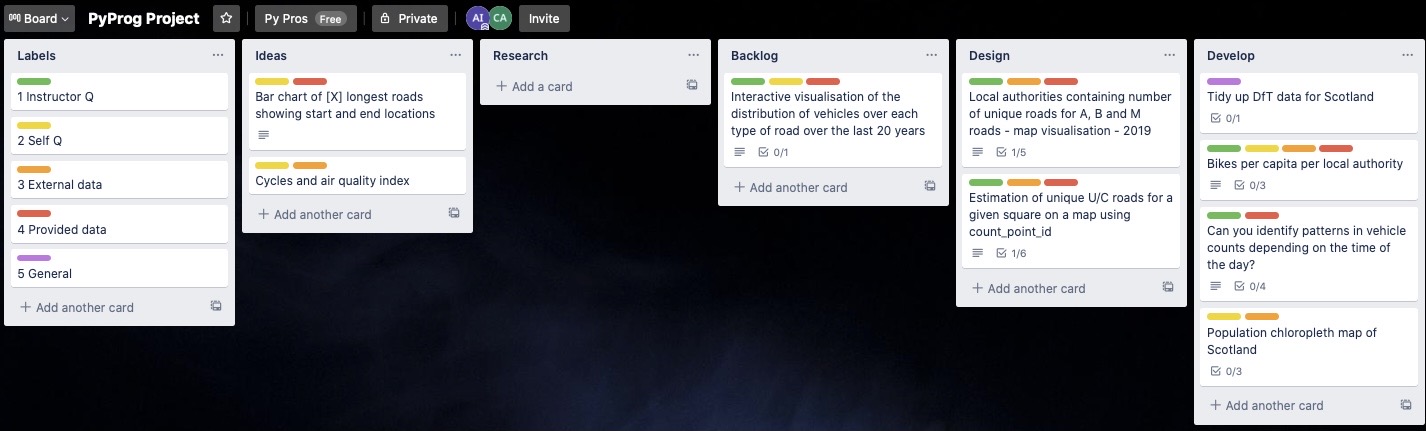 Board
PyProg Project
Py Pros Free
Private
AI
CA
Invite
Labels
1 Instructor Q
2 Self Q
3 External data
4 Provided data
5 General
+ Add another card
Ideas
Bar chart of [X] longest roads
showing start and end locations
Cycles and air quality index
+ Add another card
Research
+ Add a card
Backlog
Interactive visualisation of the
distribution of vehicles over each
type of road over the last 20 years
0/1
+ Add another card
Design
Local authorities containing number
of unique roads for A, B and M
roads - map visualisation - 2019
1/5
Estimation of unique U/C roads for a
given square on a map using
count_point_id
1/6
+ Add another card
Develop
Tidy up DfT data for Scotland
0/1
Bikes per capita per local authority
0/3
Can you identify patterns in vehicle
counts depending on the time of
the day?
0/4
Population chloropleth map of
Scotland
0/3
+ Add another card